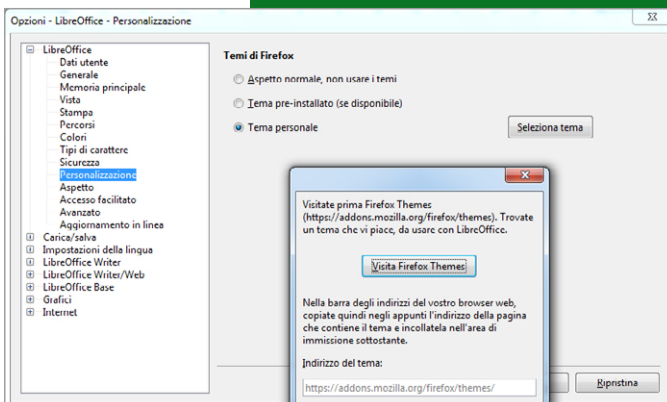 Opzioni - LibreOffice - Personalizzazione
LibreOffice
Dati utente
Generale
Memoria principale
Vista
Stampa
Percorsi
Colori
Tipi di carattere
Sicurezza
Personalizzazione
Aspetto
Accesso facilitato
Avanzato
Aggiornamento in linea
Carica/salva
Impostazioni della lingua
LibreOffice Writer
LibreOffice Writer/Web
LibreOffice Base
Grafici
Internet
Temi di Firefox
Aspetto normale, non usare i temi
Tema pre-installato (se disponibile)
Tema personale
Seleziona tema
Visitate prima Firefox Themes
(https://addons.mozilla.org/firefox/themes). Trovate
un tema che vi piace, da usare con LibreOffice.
Visita Firefox Themes
Nella barra degli indirizzi del vostro browser web,
copiate quindi negli appunti l'indirizzo della pagina
che contiene il tema e incollatela nell'area di
immissione sottostante.
Indirizzo del tema:
https://addons.mozilla.org/firefox/themes/
Ripristina